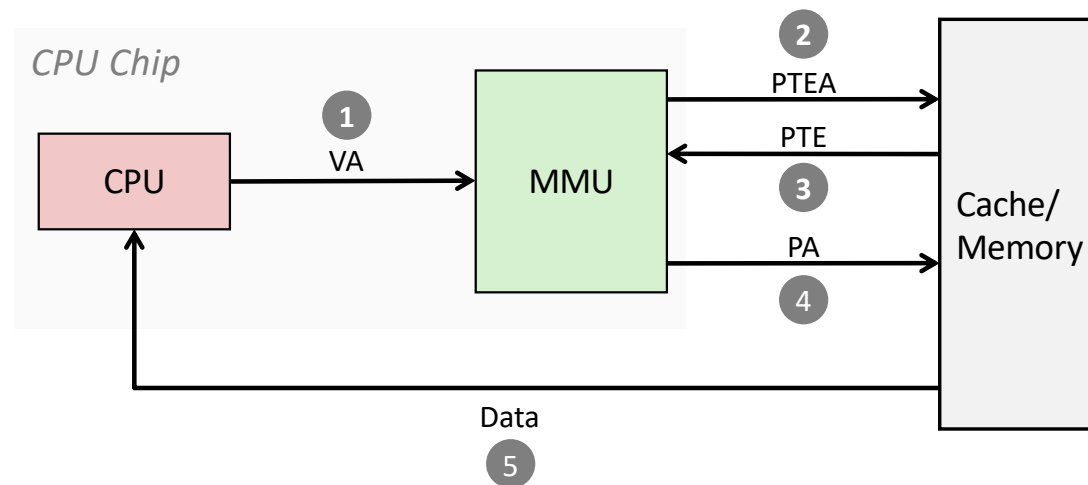 CPU Chip
2
PTEA
1
VA
PTE
CPU
MMU
3
Cache/
Memory
PA
4
Data
5